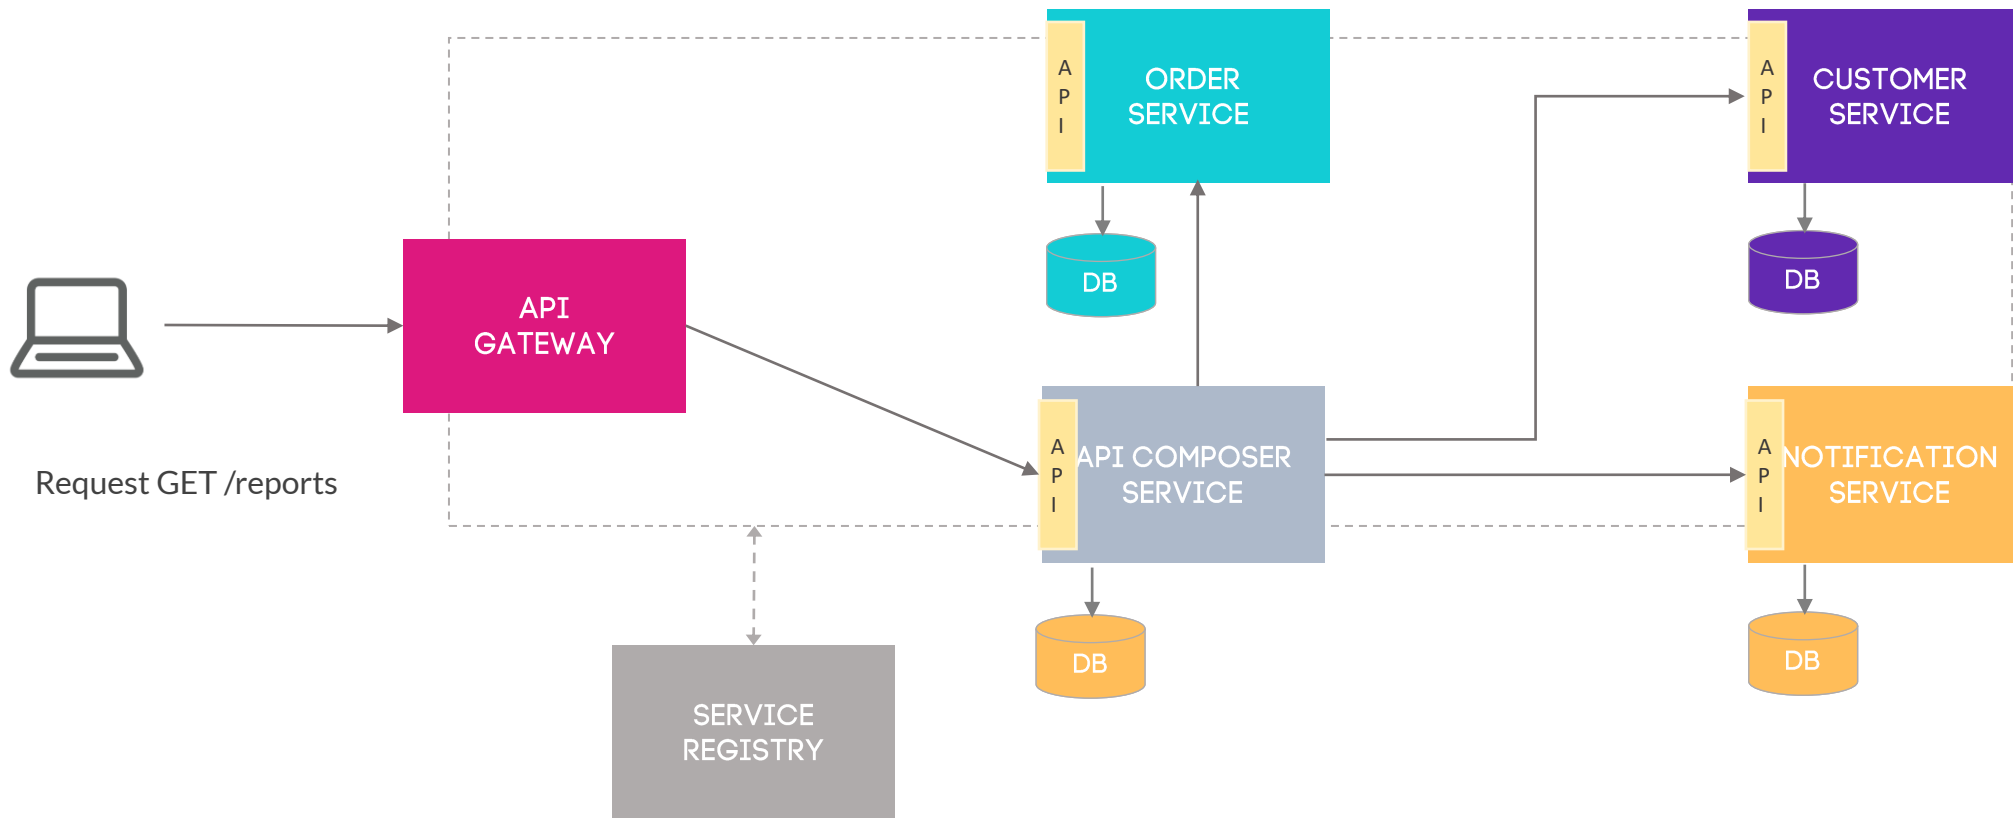 A
P
I
ORDER
SERVICE
A
P
I
CUSTOMER
SERVICE
DB
DB
API
GATEWAY
Request GET /reports
A
P
I
API COMPOSER
SERVICE
A
P
I
NOTIFICATION
SERVICE
DB
DB
SERVICE
REGISTRY